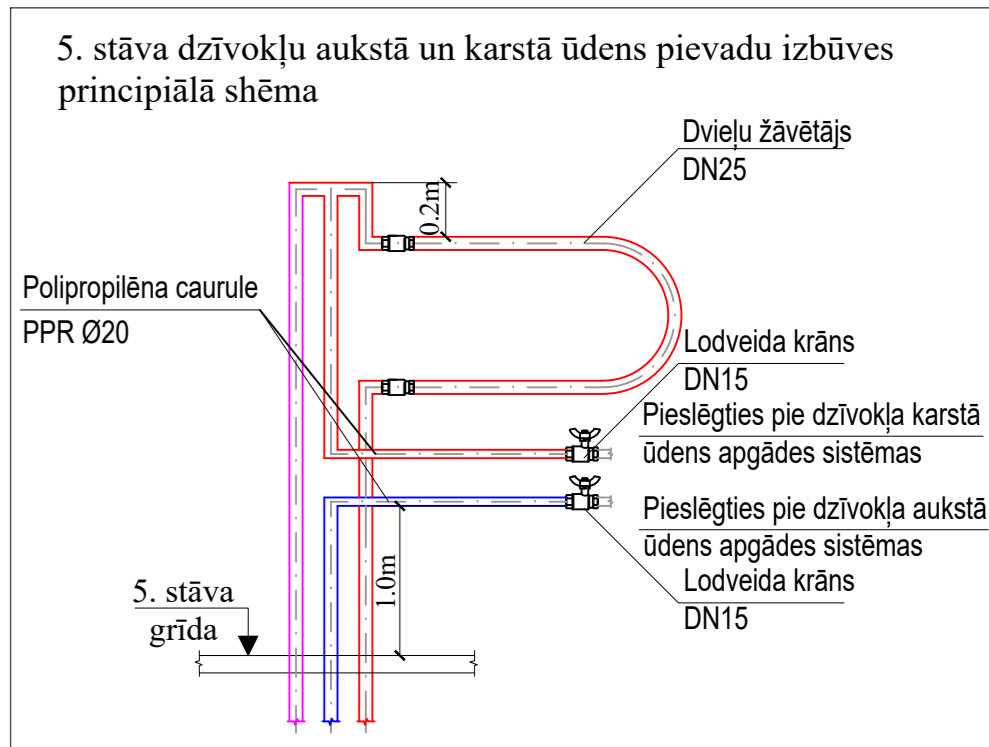 5. stāva dzīvokļu aukstā un karstā ūdens pievadu izbūves
principiālā shēma
Dvieļu žāvētājs
DN25
0.2m
Polipropilēna caurule
PPR Ø20
Lodveida krāns
DN15
Pieslēgties pie dzīvokļa karstā
ūdens apgādes sistēmas
Pieslēgties pie dzīvokļa aukstā
ūdens apgādes sistēmas
Lodveida krāns
DN15
1.0m
5. stāva
grīda